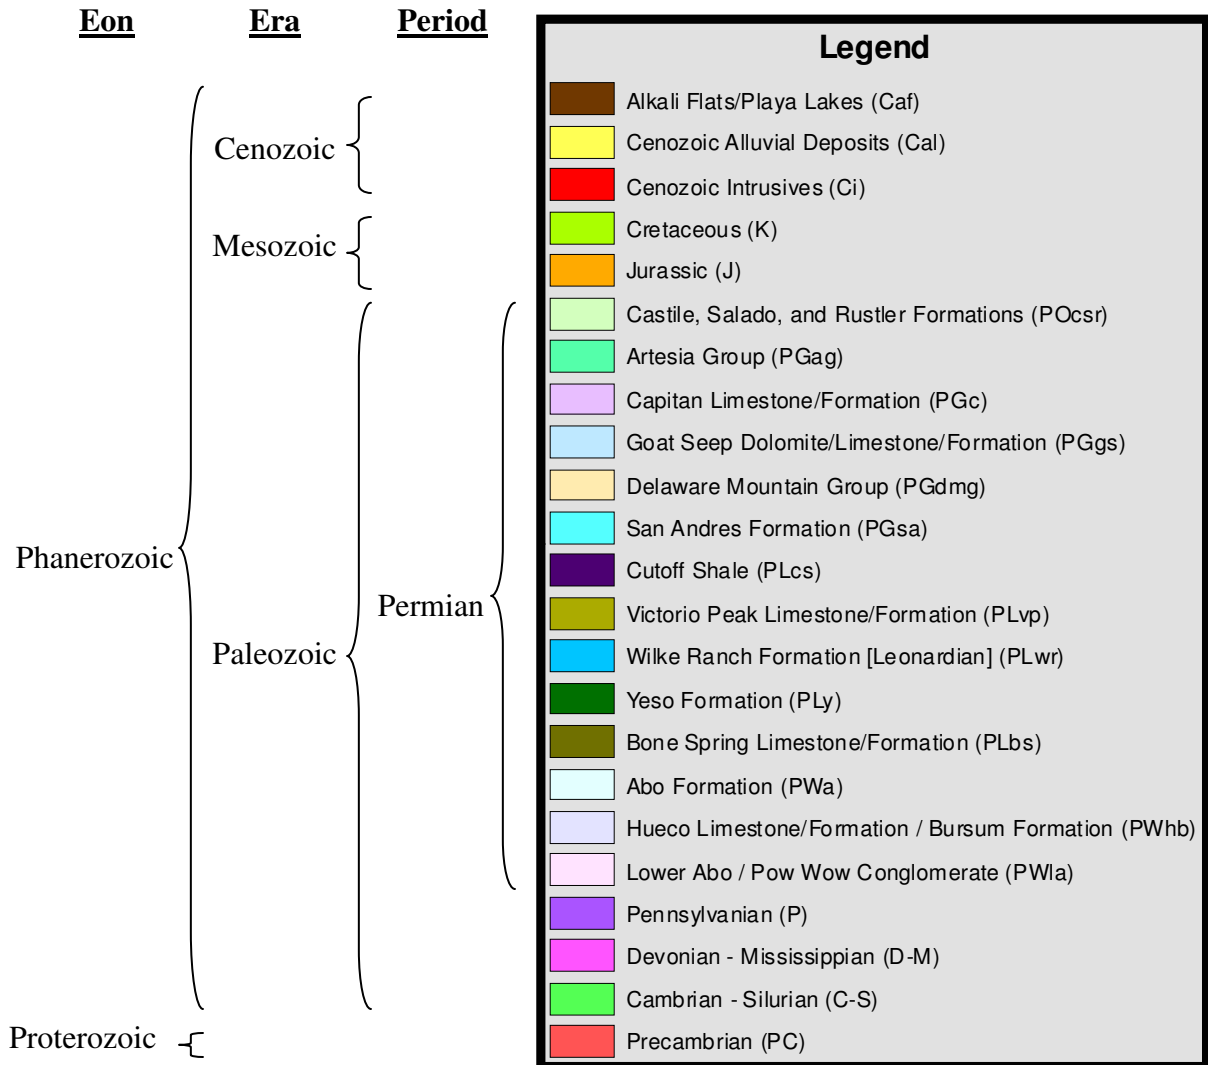 Eon Era Period
Legend
Alkali Flats/Playa Lakes (Caf)
Cenozoic
Cenozoic Alluvial Deposits (Cal)
Cenozoic Intrusives (Ci)
Mesozoic
Cretaceous (K)
Jurassic (J)
Castile, Salado, and Rustler Formations (POcsr)
Artesia Group (PGag)
Capitan Limestone/Formation (PGc)
Goat Seep Dolomite/Limestone/Formation (PGgs)
Delaware Mountain Group (PGdmg)
San Andres Formation (PGsa)
Phanerozoic
Cutoff Shale (PLcs)
Permian
Victorio Peak Limestone/Formation (PLvp)
Paleozoic
Wilke Ranch Formation [Leonardian] (PLwr)
Yeso Formation (PLy)
Bone Spring Limestone/Formation (PLbs)
Abo Formation (PWa)
Hueco Limestone/Formation / Bursum Formation (PWhb)
Lower Abo / Pow Wow Conglomerate (PWla)
Pennsylvanian (P)
Devonian - Mississippian (D-M)
Cambrian - Silurian (C-S)
Proterozoic
Precambrian (PC)